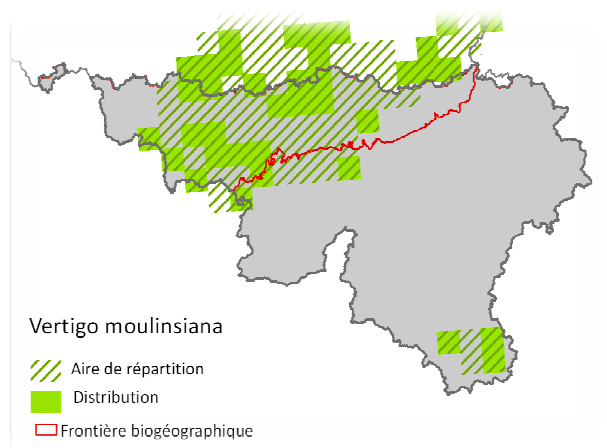 Vertigo moulinsiana
Aire de répartition
Distribution
Frontière biogéographique